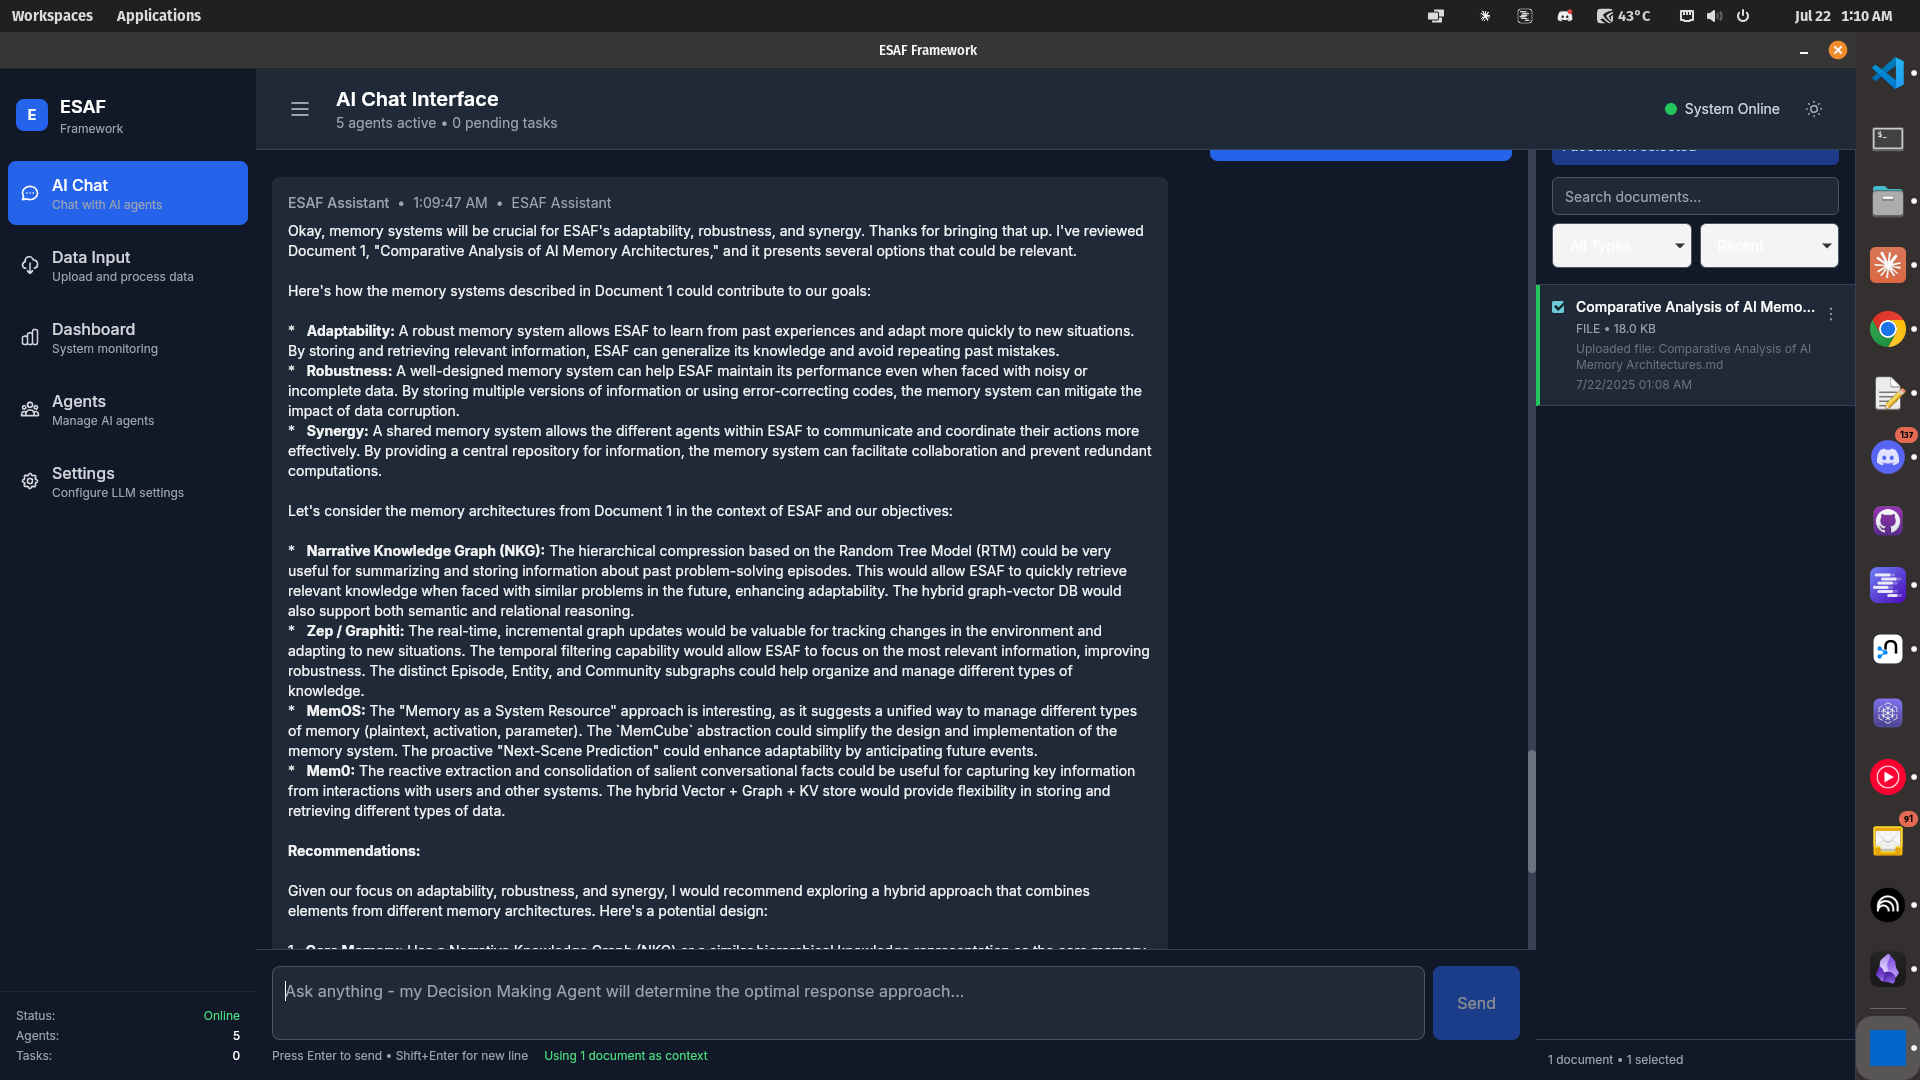 Workspaces Applications 43°C Jul 22 1:10 AM
ESAF Framework
E
ESAF
Framework
AI Chat
Chat with AI agents
Data Input
Upload and process data
Dashboard
System monitoring
Agents
Manage AI agents
Settings
Configure LLM settings
Status: Online
Agents: 5
Tasks: 0
AI Chat Interface
5 agents active • 0 pending tasks
System Online
ESAF Assistant • 1:09:47 AM • ESAF Assistant
Okay, memory systems will be crucial for ESAF's adaptability, robustness, and synergy. Thanks for bringing that up. I've reviewed
Document 1, "Comparative Analysis of AI Memory Architectures," and it presents several options that could be relevant.
Here's how the memory systems described in Document 1 could contribute to our goals:
* Adaptability: A robust memory system allows ESAF to learn from past experiences and adapt more quickly to new situations.
By storing and retrieving relevant information, ESAF can generalize its knowledge and avoid repeating past mistakes.
* Robustness: A well-designed memory system can help ESAF maintain its performance even when faced with noisy or
incomplete data. By storing multiple versions of information or using error-correcting codes, the memory system can mitigate the
impact of data corruption.
* Synergy: A shared memory system allows the different agents within ESAF to communicate and coordinate their actions more
effectively. By providing a central repository for information, the memory system can facilitate collaboration and prevent redundant
computations.
Let's consider the memory architectures from Document 1 in the context of ESAF and our objectives:
* Narrative Knowledge Graph (NKG): The hierarchical compression based on the Random Tree Model (RTM) could be very
useful for summarizing and storing information about past problem-solving episodes. This would allow ESAF to quickly retrieve
relevant knowledge when faced with similar problems in the future, enhancing adaptability. The hybrid graph-vector DB would
also support both semantic and relational reasoning.
* Zep / Graphiti: The real-time, incremental graph updates would be valuable for tracking changes in the environment and
adapting to new situations. The temporal filtering capability would allow ESAF to focus on the most relevant information, improving
robustness. The distinct Episode, Entity, and Community subgraphs could help organize and manage different types of
knowledge.
* MemOS: The "Memory as a System Resource" approach is interesting, as it suggests a unified way to manage different types
of memory (plaintext, activation, parameter). The `MemCube` abstraction could simplify the design and implementation of the
memory system. The proactive "Next-Scene Prediction" could enhance adaptability by anticipating future events.
* Mem0: The reactive extraction and consolidation of salient conversational facts could be useful for capturing key information
from interactions with users and other systems. The hybrid Vector + Graph + KV store would provide flexibility in storing and
retrieving different types of data.
Recommendations:
Given our focus on adaptability, robustness, and synergy, I would recommend exploring a hybrid approach that combines
elements from different memory architectures. Here's a potential design:
1. Core Memory: Use a Narrative Knowledge Graph (NKG) or a similar hierarchical knowledge representation as the core memory
Ask anything - my Decision Making Agent will determine the optimal response approach...
Send
Press Enter to send • Shift+Enter for new line Using 1 document as context
1 document selected
Search documents...
All Types Recent
Comparative Analysis of AI Memo...
FILE • 18.0 KB
Uploaded file: Comparative Analysis of AI
Memory Architectures.md
7/22/2025 01:08 AM
1 document • 1 selected
137
91